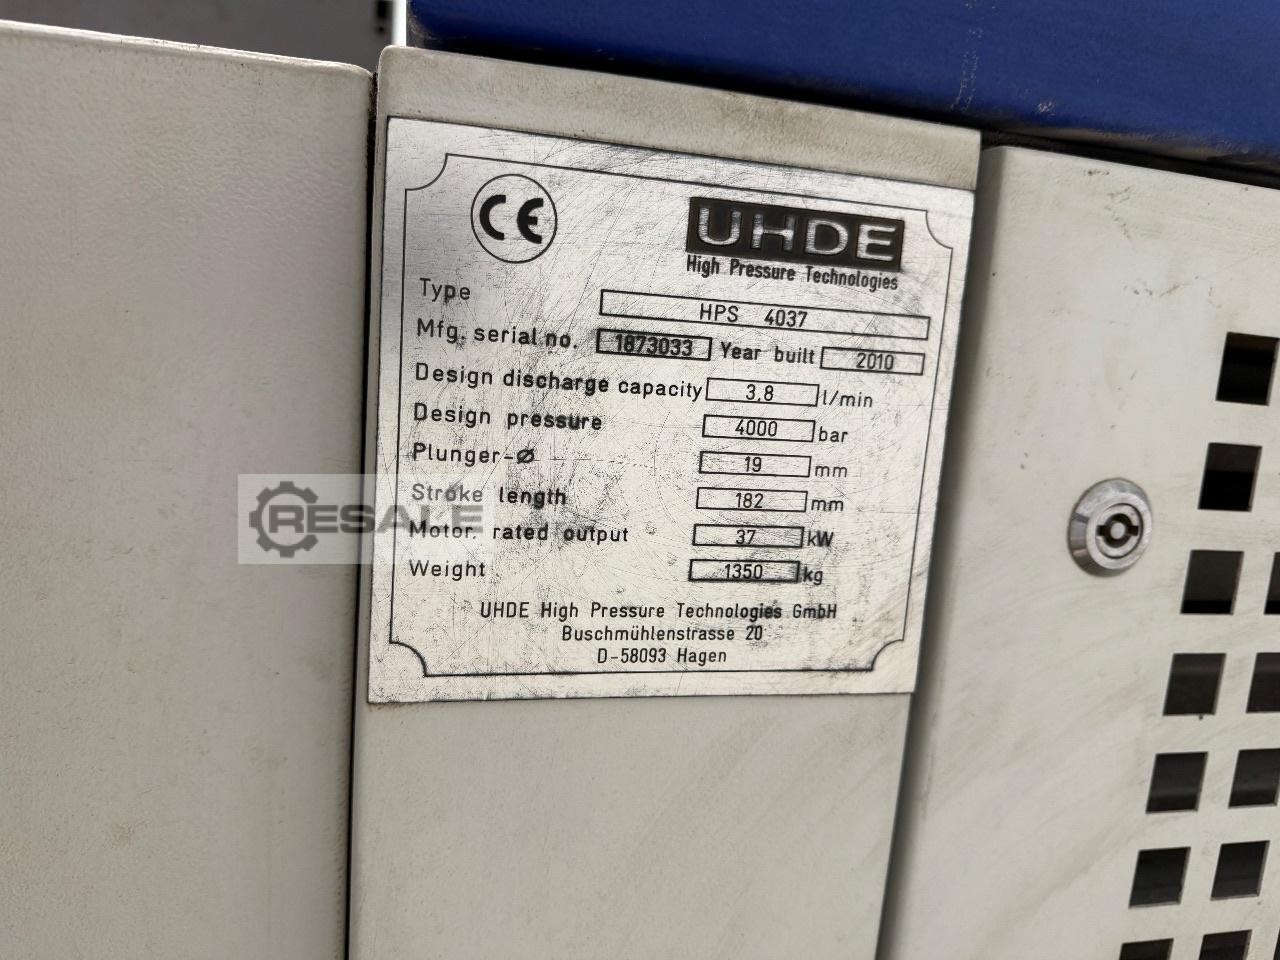 CE
UHDE
High Pressure Technologies
Type HPS 4037
Mfg. serial no. 1873033 Year built 2010
Design discharge capacity 3,8 l/min
Design pressure 4000 bar
Plunger-Ø 19 mm
Stroke length 182 mm
Motor. rated output 37 kW
Weight 1350 kg
UHDE High Pressure Technologies GmbH
Buschmühlenstrasse 20
D-58093 Hagen
RESALE